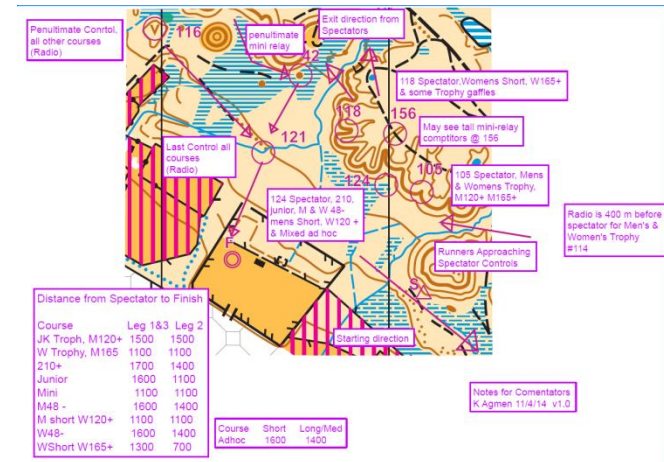 Penultimate Conrtol,
all other courses
(Radio)
116
penultimate
mini relay
42
Exit direction from
Spectators
118 Spectator,Womens Short, W165+
& some Trophy gaffles
118
156
May see tall mini-relay
comptitors @ 156
121
Last Control all
courses
(Radio)
124
105
105 Spectator, Mens
& Womens Trophy,
M120+ M165+
124 Spectator, 210,
junior, M & W 48-
mens Short, W120 +
& Mixed ad hoc
Radio is 400 m before
spectator for Men's &
Women's Trophy
#114
F
Runners Approaching
Spectator Controls
S
Starting direction
Distance from Spectator to Finish
Course Leg 1&3 Leg 2
JK Troph, M120+ 1500 1500
W Trophy, M165 1100 1100
210+ 1700 1400
Junior 1600 1100
Mini 1100 1100
M48 - 1600 1400
M short W120+ 1100 1100
W48- 1600 1400
WShort W165+ 1300 700
Course Short Long/Med
Adhoc 1600 1400
Notes for Comentators
K Agmen 11/4/14 v1.0